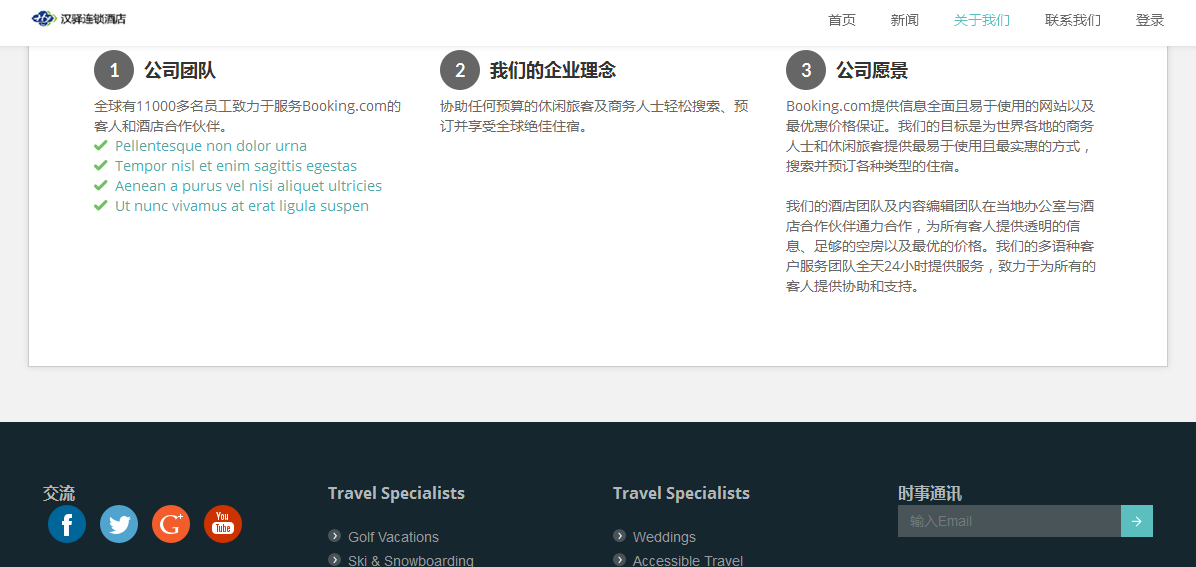 汉驿连锁酒店
首页 新闻 关于我们 联系我们 登录
1 公司团队
全球有11000多名员工致力于服务Booking.com的
客人和酒店合作伙伴。
Pellentesque non dolor urna
Tempor nisl et enim sagittis egestas
Aenean a purus vel nisi aliquet ultricies
Ut nunc vivamus at erat ligula suspen
2 我们的企业理念
协助任何预算的休闲旅客及商务人士轻松搜索、预
订并享受全球绝佳住宿。
3 公司愿景
Booking.com提供信息全面且易于使用的网站以及
最优惠价格保证。我们的目标是为世界各地的商务
人士和休闲旅客提供最易于使用且最实惠的方式，
搜索并预订各种类型的住宿。
我们的酒店团队及内容编辑团队在当地办公室与酒
店合作伙伴通力合作，为所有客人提供透明的信
息、足够的空房以及最优的价格。我们的多语种客
户服务团队全天24小时提供服务，致力于为所有的
客人提供协助和支持。
交流
f
G+
You
Tube
Travel Specialists
Golf Vacations
Ski & Snowboarding
Travel Specialists
Weddings
Accessible Travel
时事通讯
输入Email